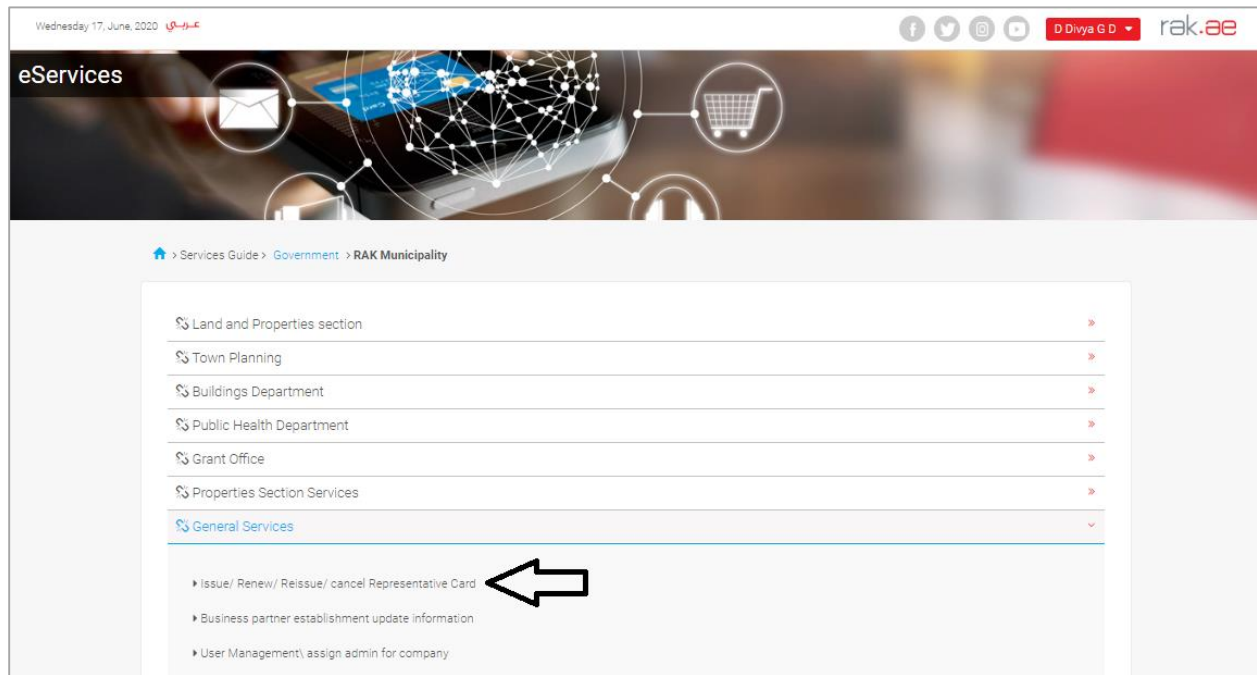 Wednesday 17, June, 2020 عـربـي
D Divya G D
rak.ae
eServices
> Services Guide > Government > RAK Municipality
Land and Properties section
Town Planning
Buildings Department
Public Health Department
Grant Office
Properties Section Services
General Services
Issue/ Renew/ Reissue/ cancel Representative Card
Business partner establishment update information
User Management\ assign admin for company